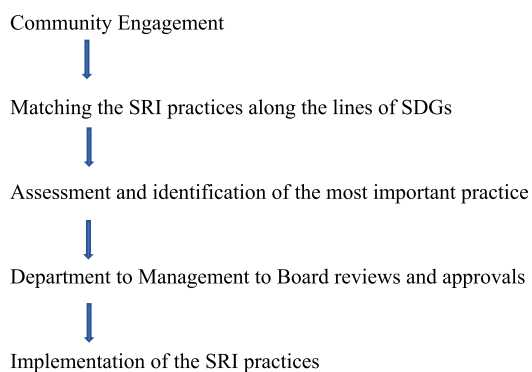 Community Engagement
Matching the SRI practices along the lines of SDGs
Assessment and identification of the most important practice
Department to Management to Board reviews and approvals
Implementation of the SRI practices